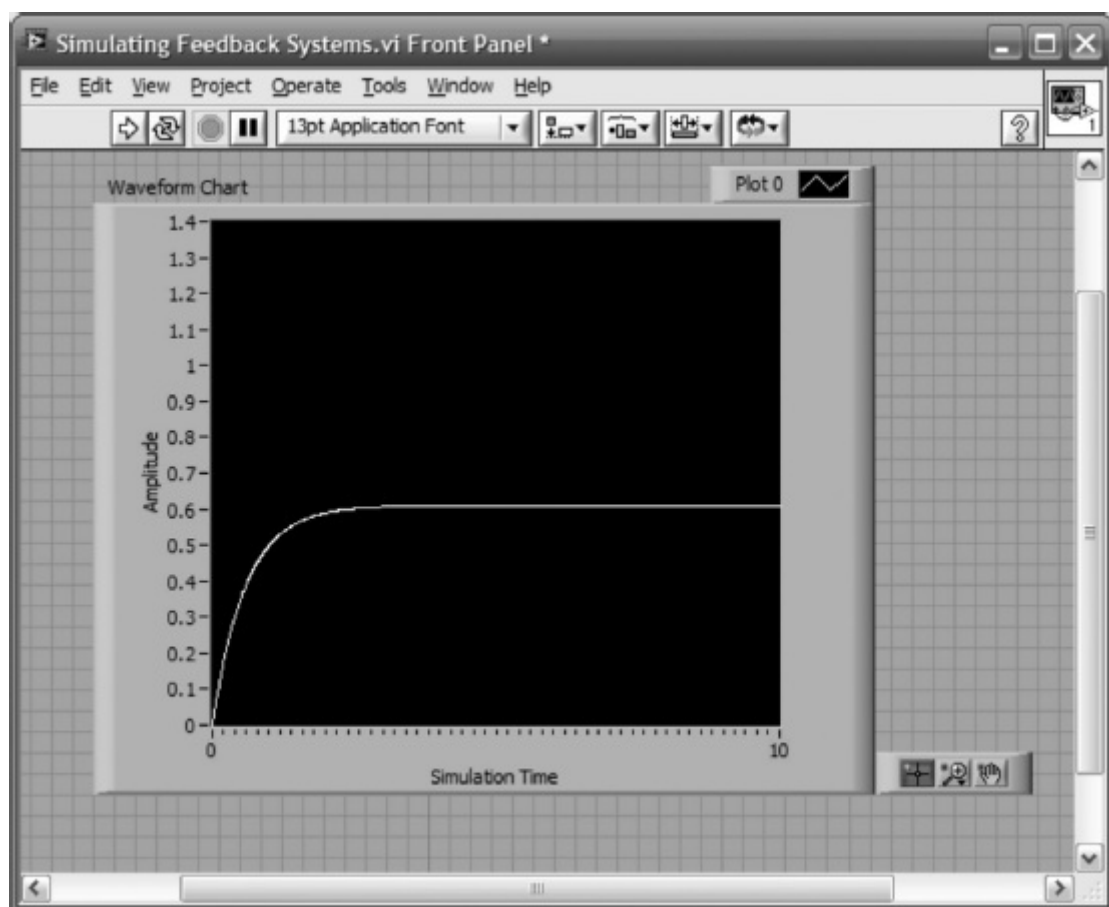 Simulating Feedback Systems.vi Front Panel *
File Edit View Project Operate Tools Window Help
13pt Application Font
1
Waveform Chart
Plot 0
1.4
1.3
1.2
1.1
1
0.9
0.8
0.7
0.6
0.5
0.4
0.3
0.2
0.1
0
Amplitude
0 10
Simulation Time